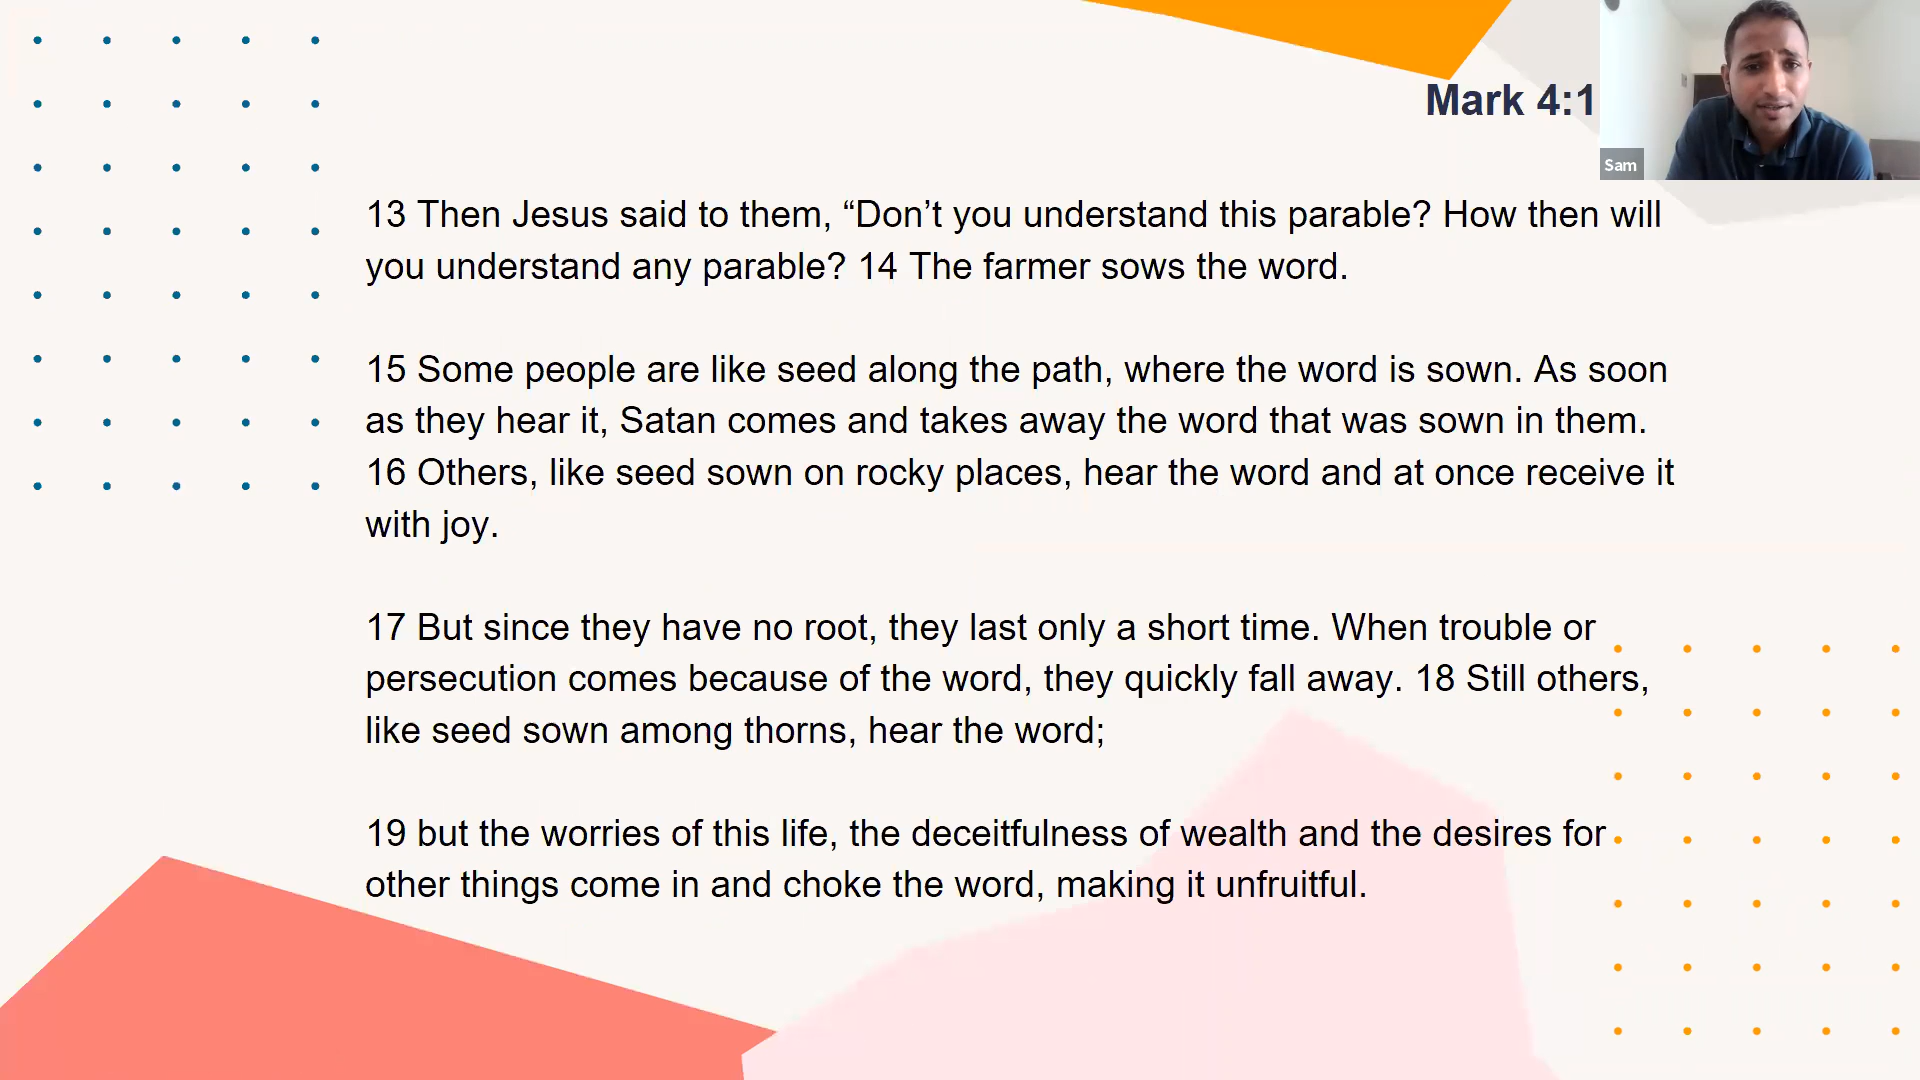 Mark 4:1
Sam
13 Then Jesus said to them, “Don’t you understand this parable? How then will
you understand any parable? 14 The farmer sows the word.
15 Some people are like seed along the path, where the word is sown. As soon
as they hear it, Satan comes and takes away the word that was sown in them.
16 Others, like seed sown on rocky places, hear the word and at once receive it
with joy.
17 But since they have no root, they last only a short time. When trouble or
persecution comes because of the word, they quickly fall away. 18 Still others,
like seed sown among thorns, hear the word;
19 but the worries of this life, the deceitfulness of wealth and the desires for
other things come in and choke the word, making it unfruitful.